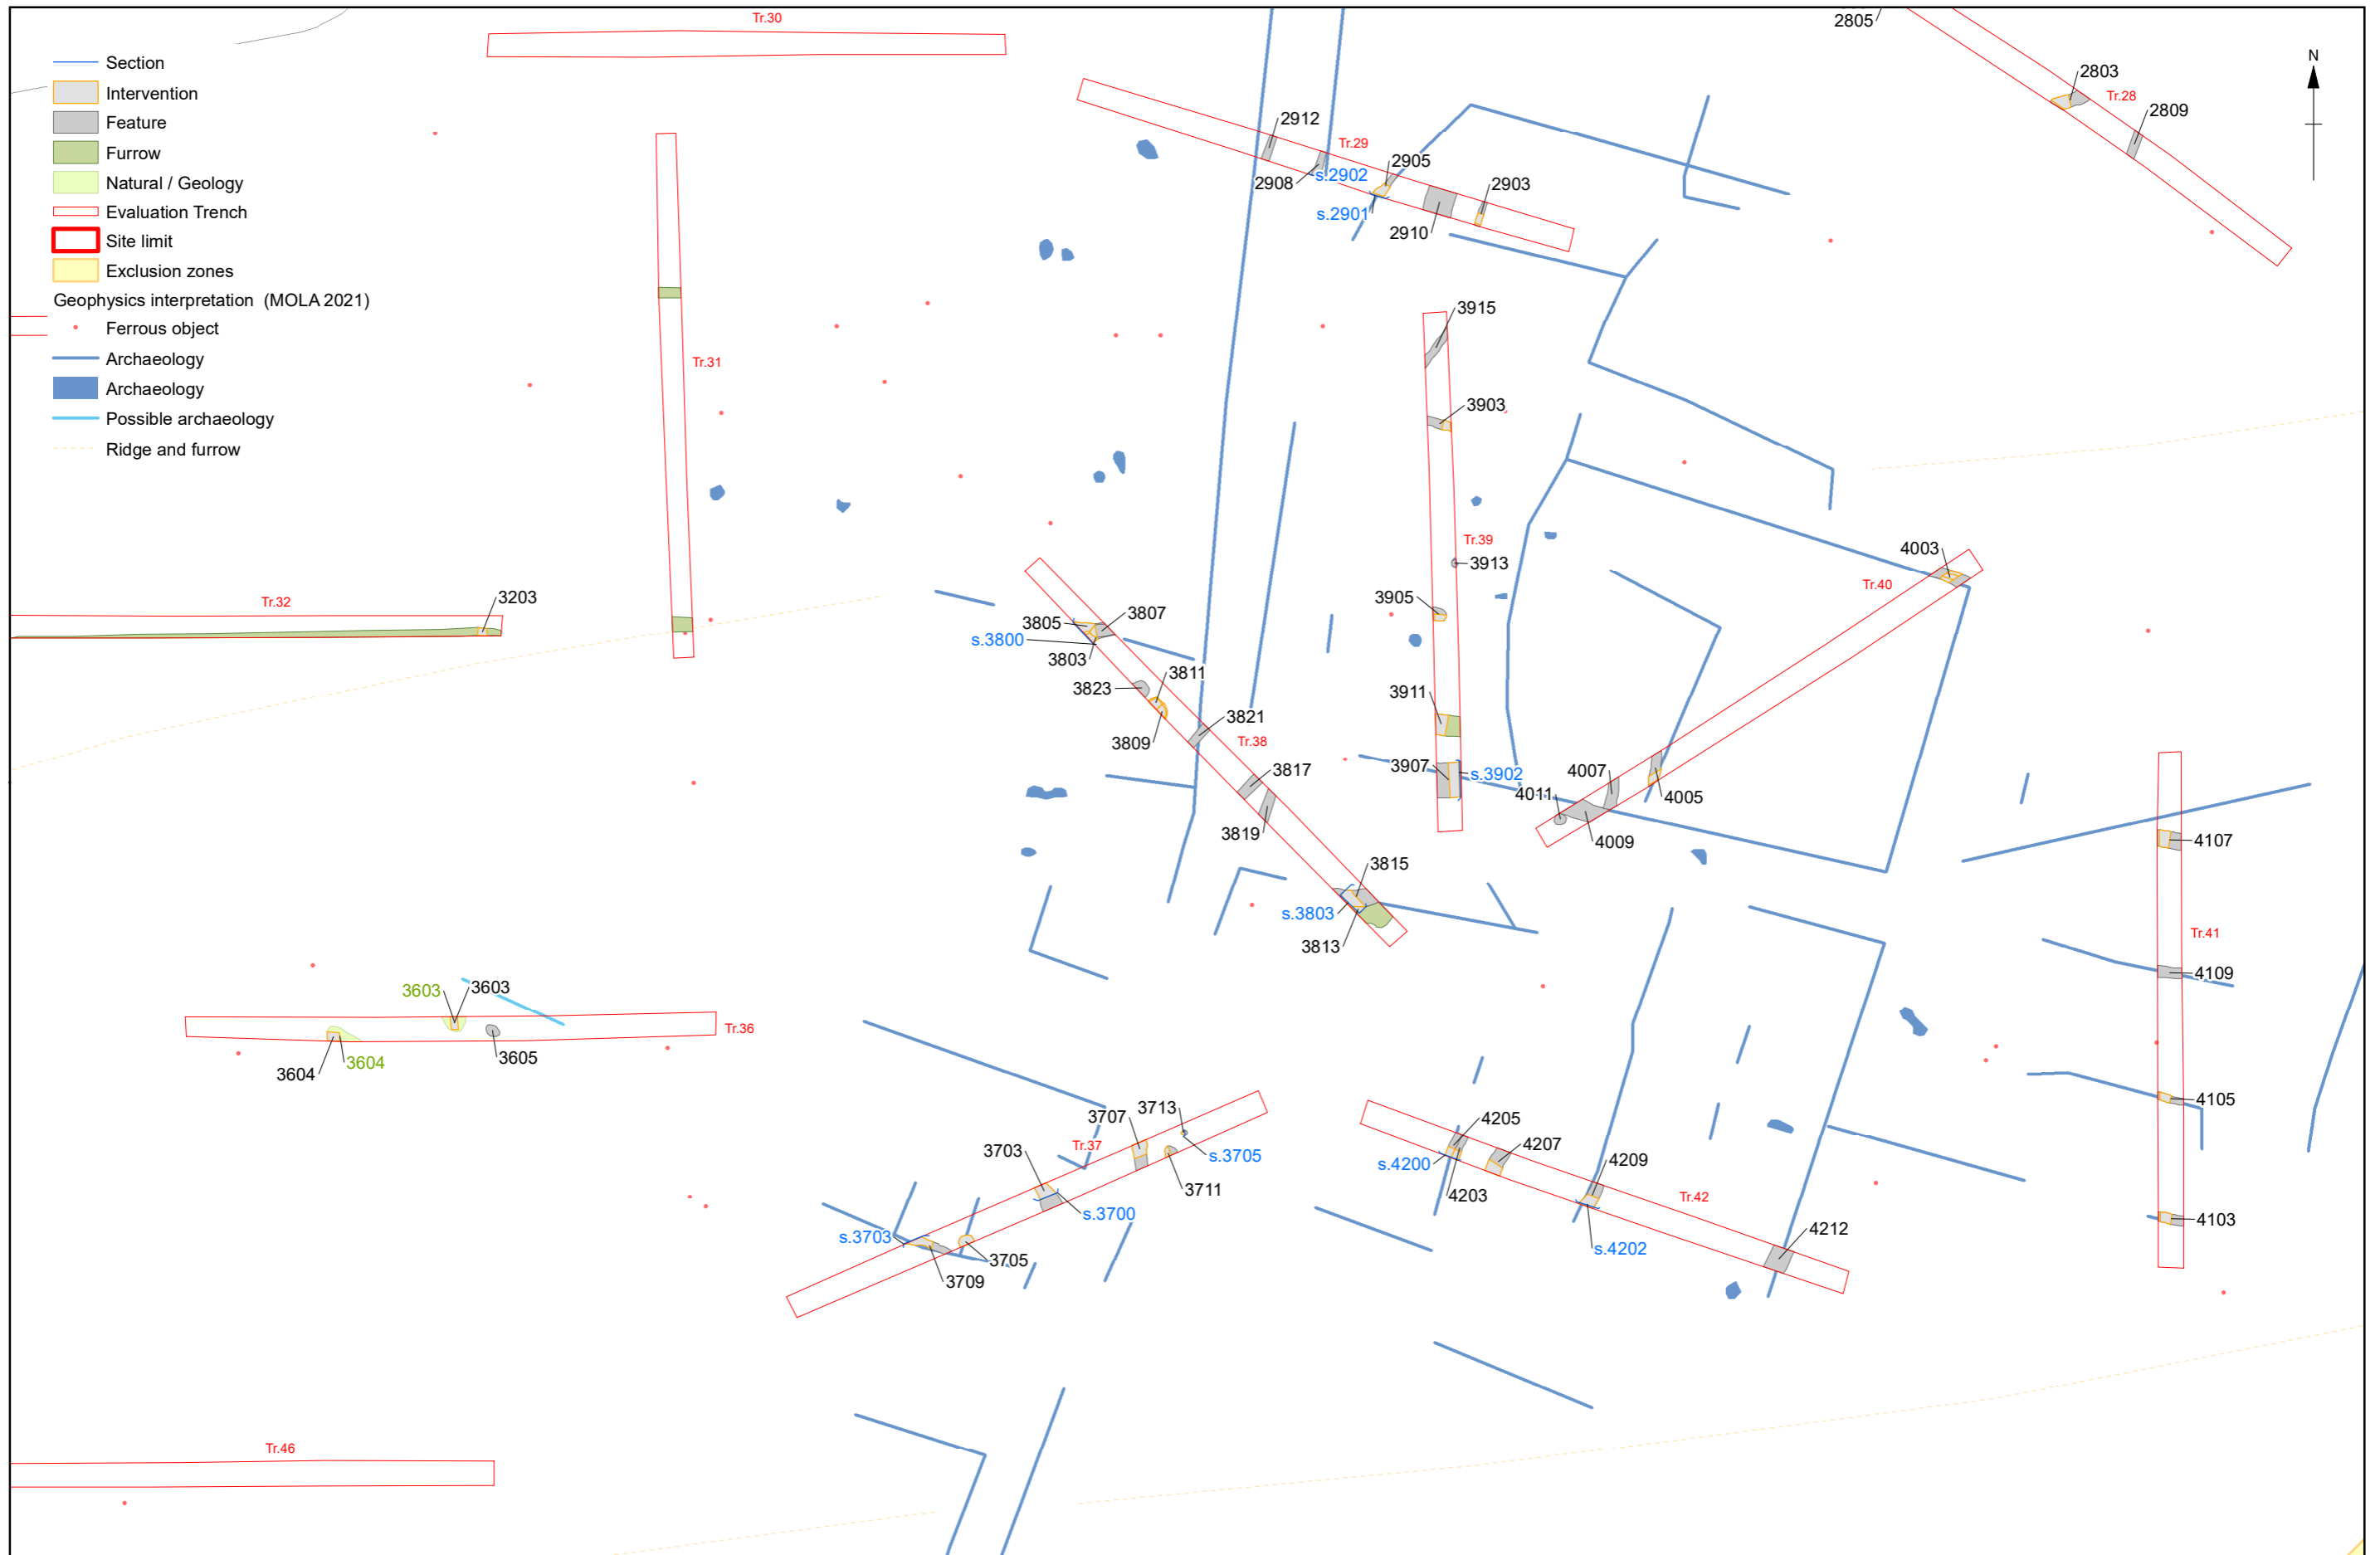 Tr.30
2805
N
Section
Intervention
Feature
Furrow
Natural / Geology
Evaluation Trench
Site limit
Exclusion zones
Geophysics interpretation (MOLA 2021)
Ferrous object
Archaeology
Archaeology
Possible archaeology
Ridge and furrow
2803
Tr.28
2809
2912
Tr.29
2905
2908
s.2902
2903
s.2901
2910
Tr.31
3915
3903
Tr.39
3913
3905
4003
Tr.40
Tr.32
3203
3805
3807
s.3800
3803
3811
3823
3821
3809
Tr.38
3911
3817
3907
s.3902
4007
4011
4005
3819
4009
3815
s.3803
3813
4107
Tr.41
4109
4105
4103
3603
3603
Tr.36
3604
3604
3605
3707
3713
Tr.37
3703
s.3705
3711
s.3700
s.3703
3705
3709
4205
4207
s.4200
4209
4203
Tr.42
4212
s.4202
Tr.46